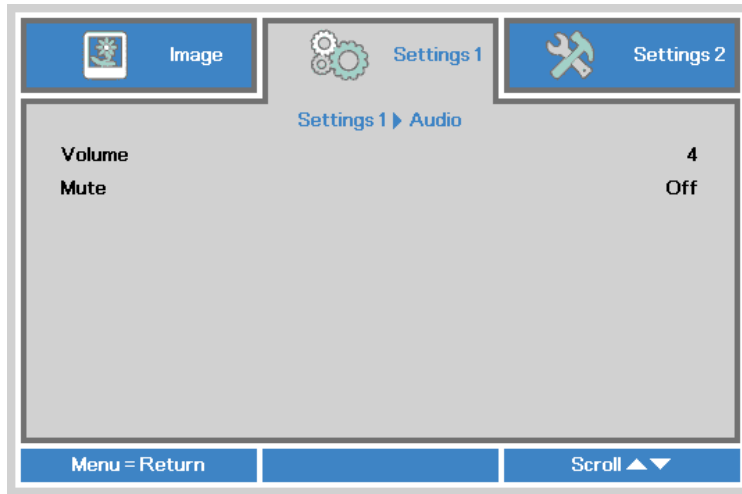 Image Settings 1 Settings 2
Settings 1 ▶ Audio
Volume 4
Mute Off
Menu = Return Scroll ▲▼